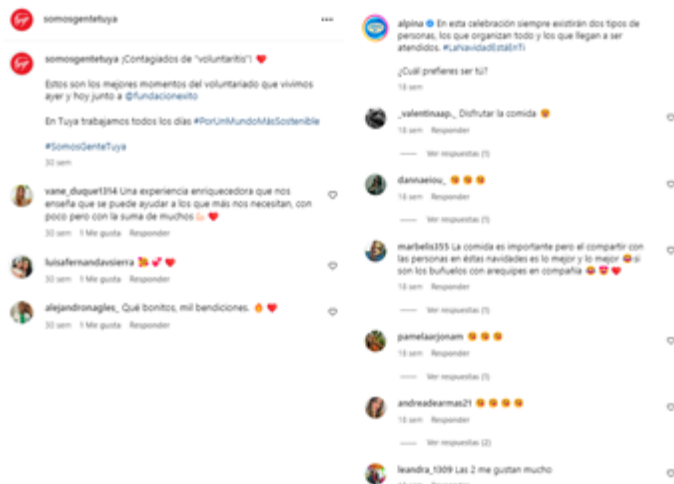 somosgentetuya
somosgentetuya ¡Contagiados de "voluntaritis"!
Estos son los mejores momentos del voluntariado que vivimos
ayer y hoy junto a @fundacionexito
En Tuya trabajamos todos los días #PorUnMundoMásSostenible
#SomosGenteTuya
30 sem
vane_duque1314 Una experiencia enriquecedora que nos
enseña que se puede ayudar a los que más nos necesitan, con
poco pero con la suma de muchos 💪🏻 ❤️
30 sem 1 Me gusta Responder
luisafernandavsierra
30 sem 1 Me gusta Responder
alejandronagles_ Qué bonitos, mil bendiciones. 🔥 ❤️
30 sem 1 Me gusta Responder
alpina En esta celebración siempre existirán dos tipos de
personas, los que organizan todo y los que llegan a ser
atendidos. #LaNavidadEstáEnTi
¿Cuál prefieres ser tú?
18 sem
_valentinaap._ Disfrutar la comida
18 sem Responder
Ver respuestas (1)
dannaeiou_
18 sem Responder
Ver respuestas (1)
marbelis355 La comida es importante pero el compartir con
las personas en éstas navidades es lo mejor y lo mejor si
son los buñuelos con arequipes en compañía
18 sem Responder
Ver respuestas (1)
pamelaarjonam
18 sem Responder
Ver respuestas (1)
andreadearmas21
18 sem Responder
Ver respuestas (2)
leandra_1309 Las 2 me gustan mucho